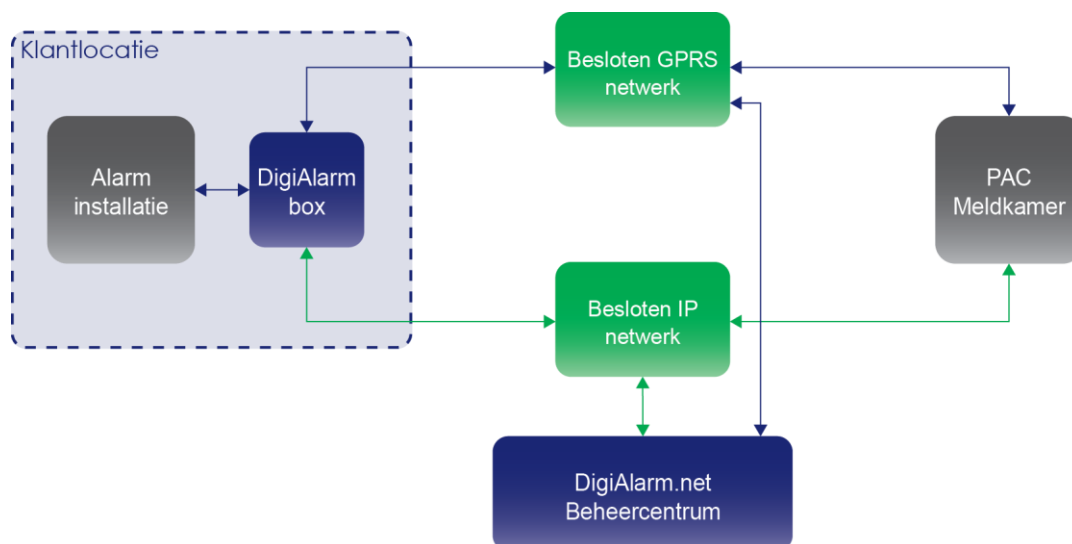 Klantlocatie
Alarm
installatie
DigiAlarm
box
Besloten GPRS
netwerk
PAC
Meldkamer
Besloten IP
netwerk
DigiAlarm.net
Beheercentrum